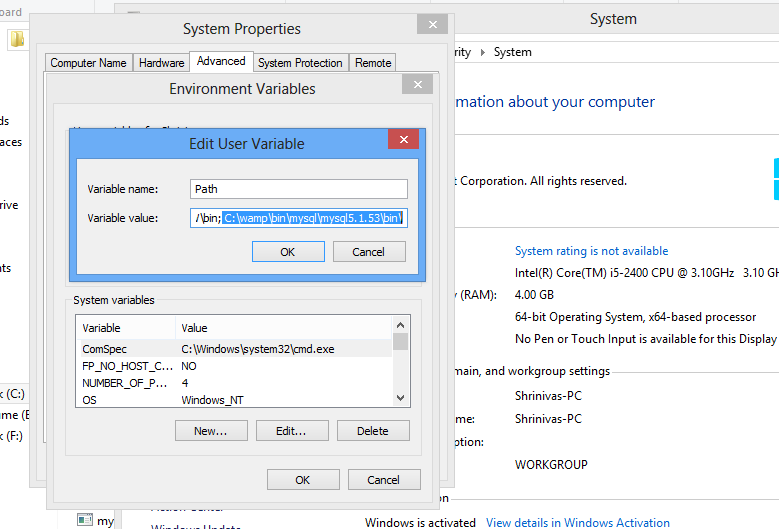 oard
System
System Properties
rity ▸ System
Computer Name Hardware Advanced System Protection Remote
Environment Variables
mation about your computer
ds
aces
Edit User Variable
Variable name: Path
t Corporation. All rights reserved.
rive
Variable value: /\bin; C:\wamp\bin\mysql\mysql5.1.53\bin\
OK Cancel
System rating is not available
nts
Intel(R) Core(TM) i5-2400 CPU @ 3.10GHz 3.10 GH
System variables
y (RAM): 4.00 GB
64-bit Operating System, x64-based processor
Variable Value
No Pen or Touch Input is available for this Display
ComSpec C:\Windows\system32\cmd.exe
FP_NO_HOST_C... NO
main, and workgroup settings
NUMBER_OF_P... 4
OS Windows_NT
k (C:)
Shrinivas-PC
ume (E
me: Shrinivas-PC
k (F:)
New... Edit... Delete
ption:
WORKGROUP
OK Cancel
on
my
Windows Update
Windows is activated View details in Windows Activation